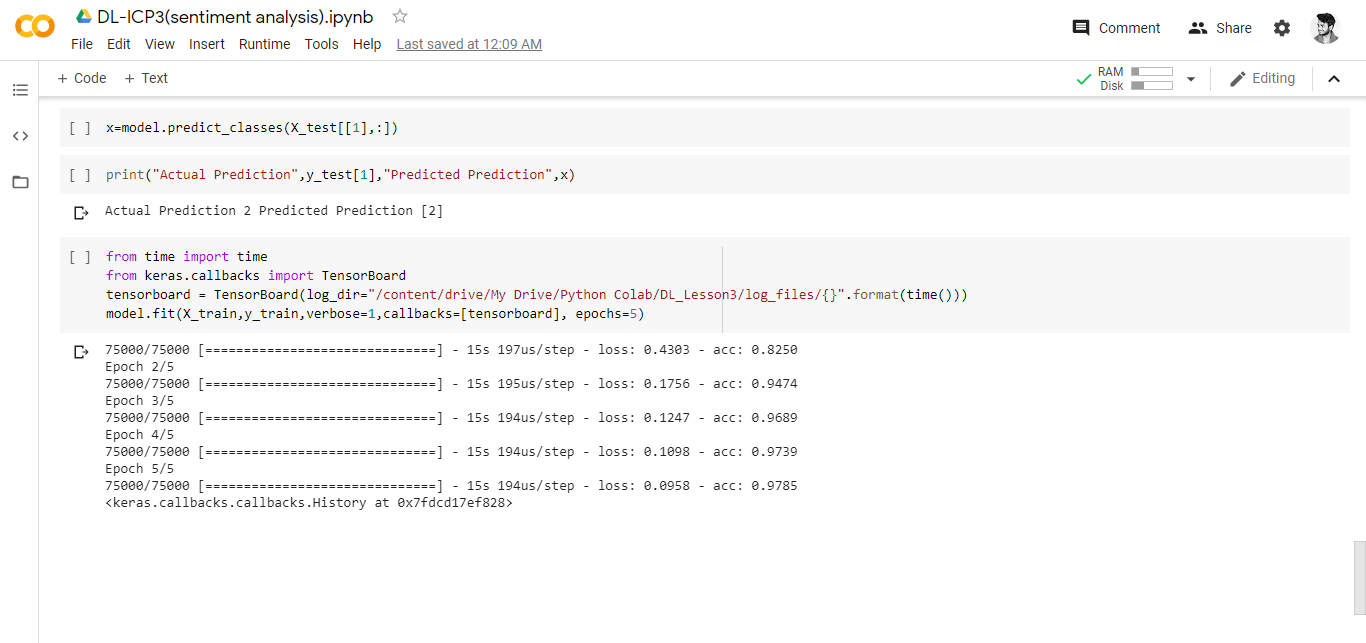 DL-ICP3(sentiment analysis).ipynb
File Edit View Insert Runtime Tools Help Last saved at 12:09 AM
Comment Share
+ Code + Text
RAM
Disk
Editing
[ ] x=model.predict_classes(X_test[[1],:])
[ ] print("Actual Prediction",y_test[1],"Predicted Prediction",x)
Actual Prediction 2 Predicted Prediction [2]
[ ] from time import time
from keras.callbacks import TensorBoard
tensorboard = TensorBoard(log_dir="/content/drive/My Drive/Python Colab/DL_Lesson3/log_files/{}".format(time()))
model.fit(X_train,y_train,verbose=1,callbacks=[tensorboard], epochs=5)
75000/75000 [==============================] - 15s 197us/step - loss: 0.4303 - acc: 0.8250
Epoch 2/5
75000/75000 [==============================] - 15s 195us/step - loss: 0.1756 - acc: 0.9474
Epoch 3/5
75000/75000 [==============================] - 15s 194us/step - loss: 0.1247 - acc: 0.9689
Epoch 4/5
75000/75000 [==============================] - 15s 194us/step - loss: 0.1098 - acc: 0.9739
Epoch 5/5
75000/75000 [==============================] - 15s 194us/step - loss: 0.0958 - acc: 0.9785
<keras.callbacks.callbacks.History at 0x7fdcd17ef828>